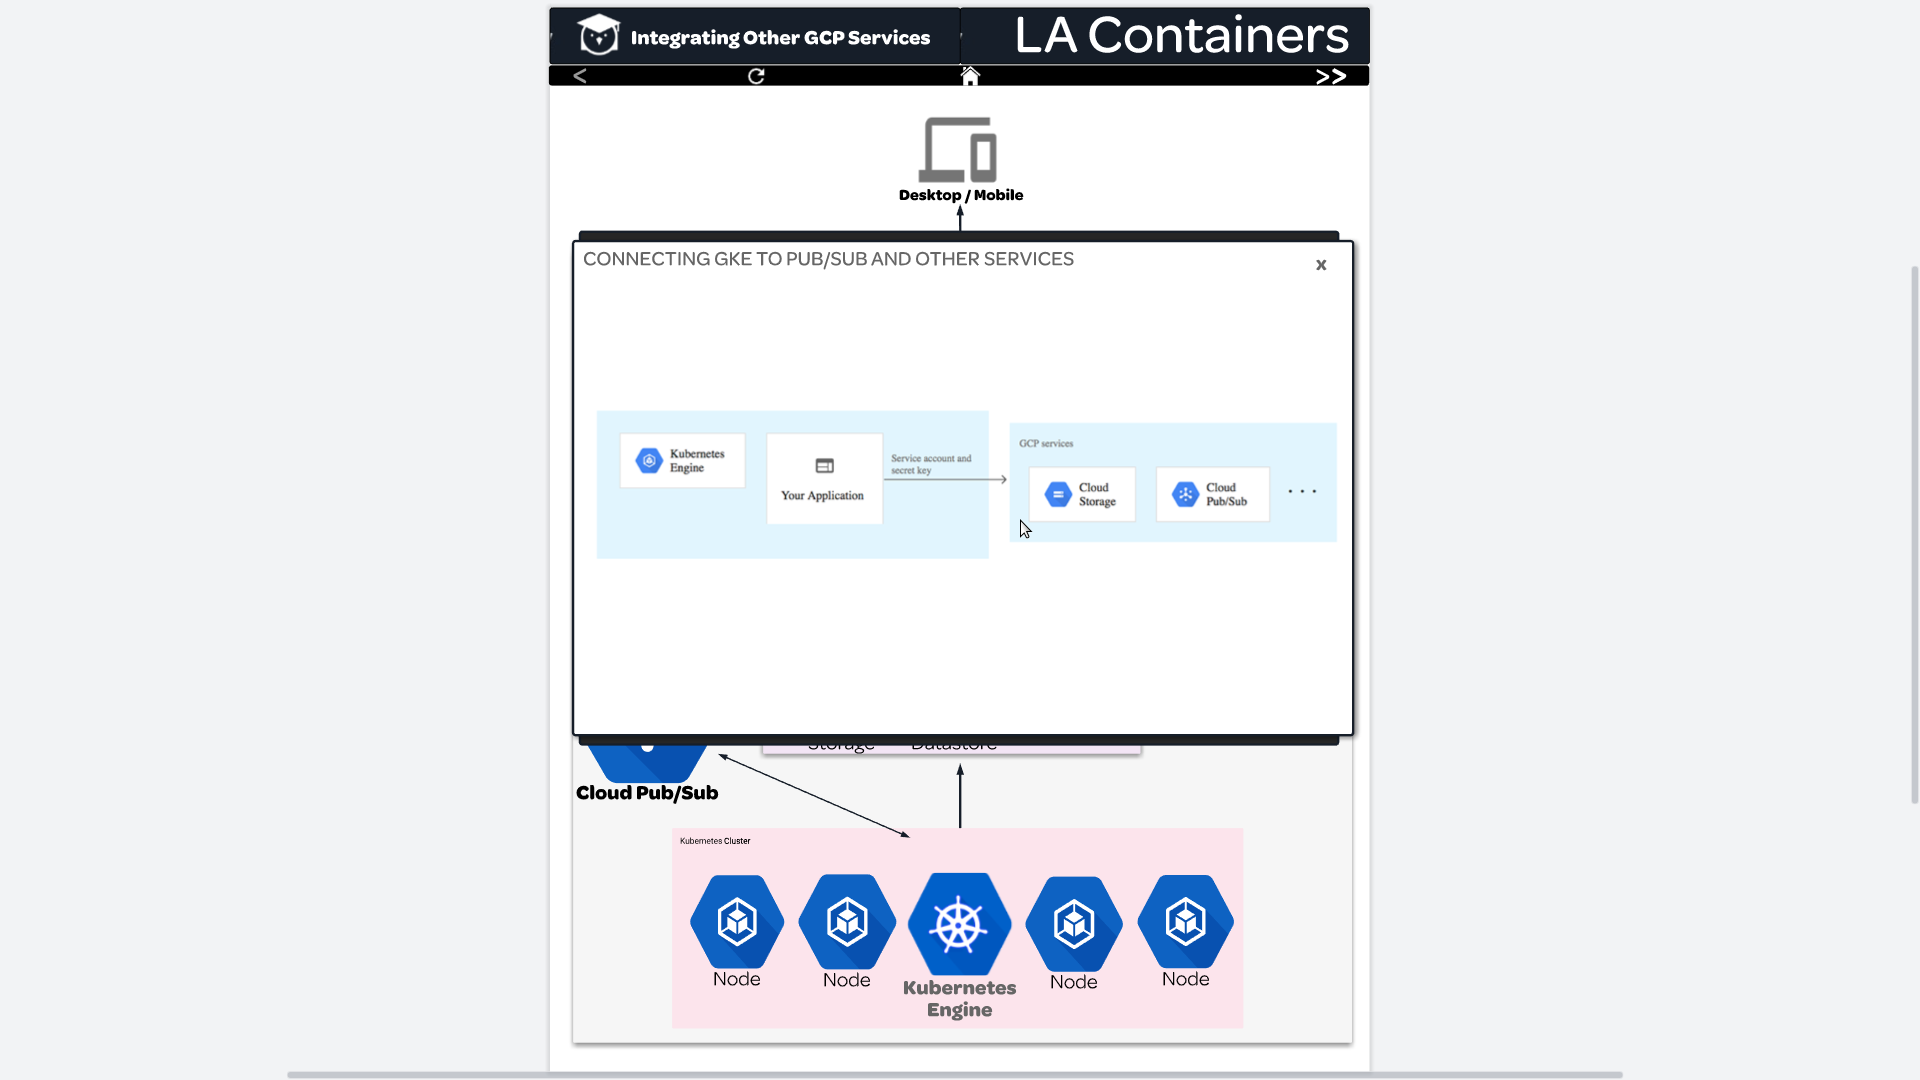 Integrating Other GCP Services
LA Containers
<
>>
Desktop / Mobile
CONNECTING GKE TO PUB/SUB AND OTHER SERVICES
x
Kubernetes
Engine
Your Application
Service account and
secret key
GCP services
Cloud
Storage
Cloud
Pub/Sub
...
Storage
Datastore
Cloud Pub/Sub
Kubernetes Cluster
Node
Node
Kubernetes
Engine
Node
Node